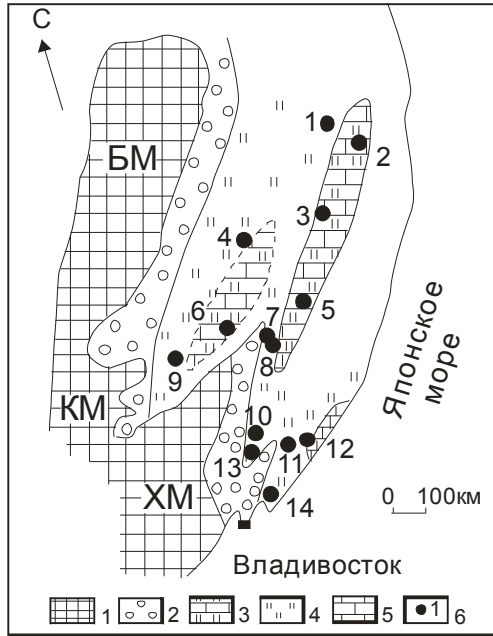 С
БМ
1
2
3
4
5
6
7
8
9
КМ
Японское
море
10
11
12
13
ХМ
14
0 100км
Владивосток
1 2 3 4 5 1 6